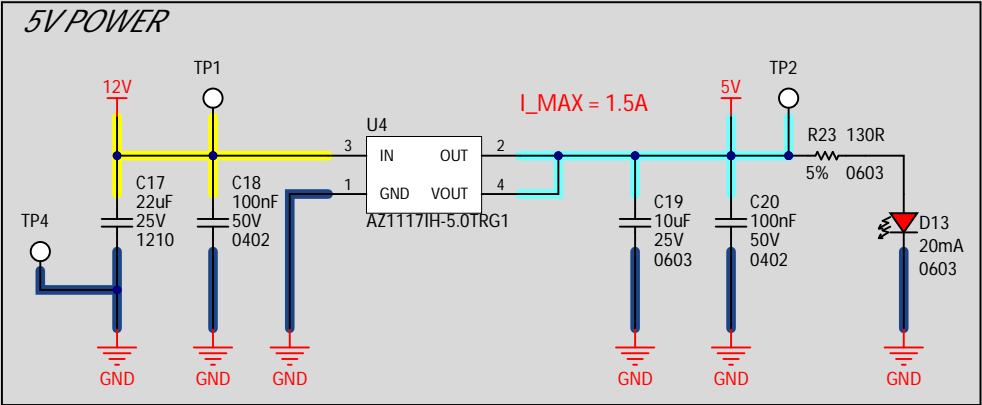 5V POWER
12V
TP1
I_MAX = 1.5A
5V
TP2
U4
R23 130R
5% 0603
3 IN OUT 2
1 GND VOUT 4
AZ1117IH-5.0TRG1
C17
22uF
25V
1210
C18
100nF
50V
0402
TP4
C19
10uF
25V
0603
C20
100nF
50V
0402
D13
20mA
0603
GND
GND
GND
GND
GND
GND